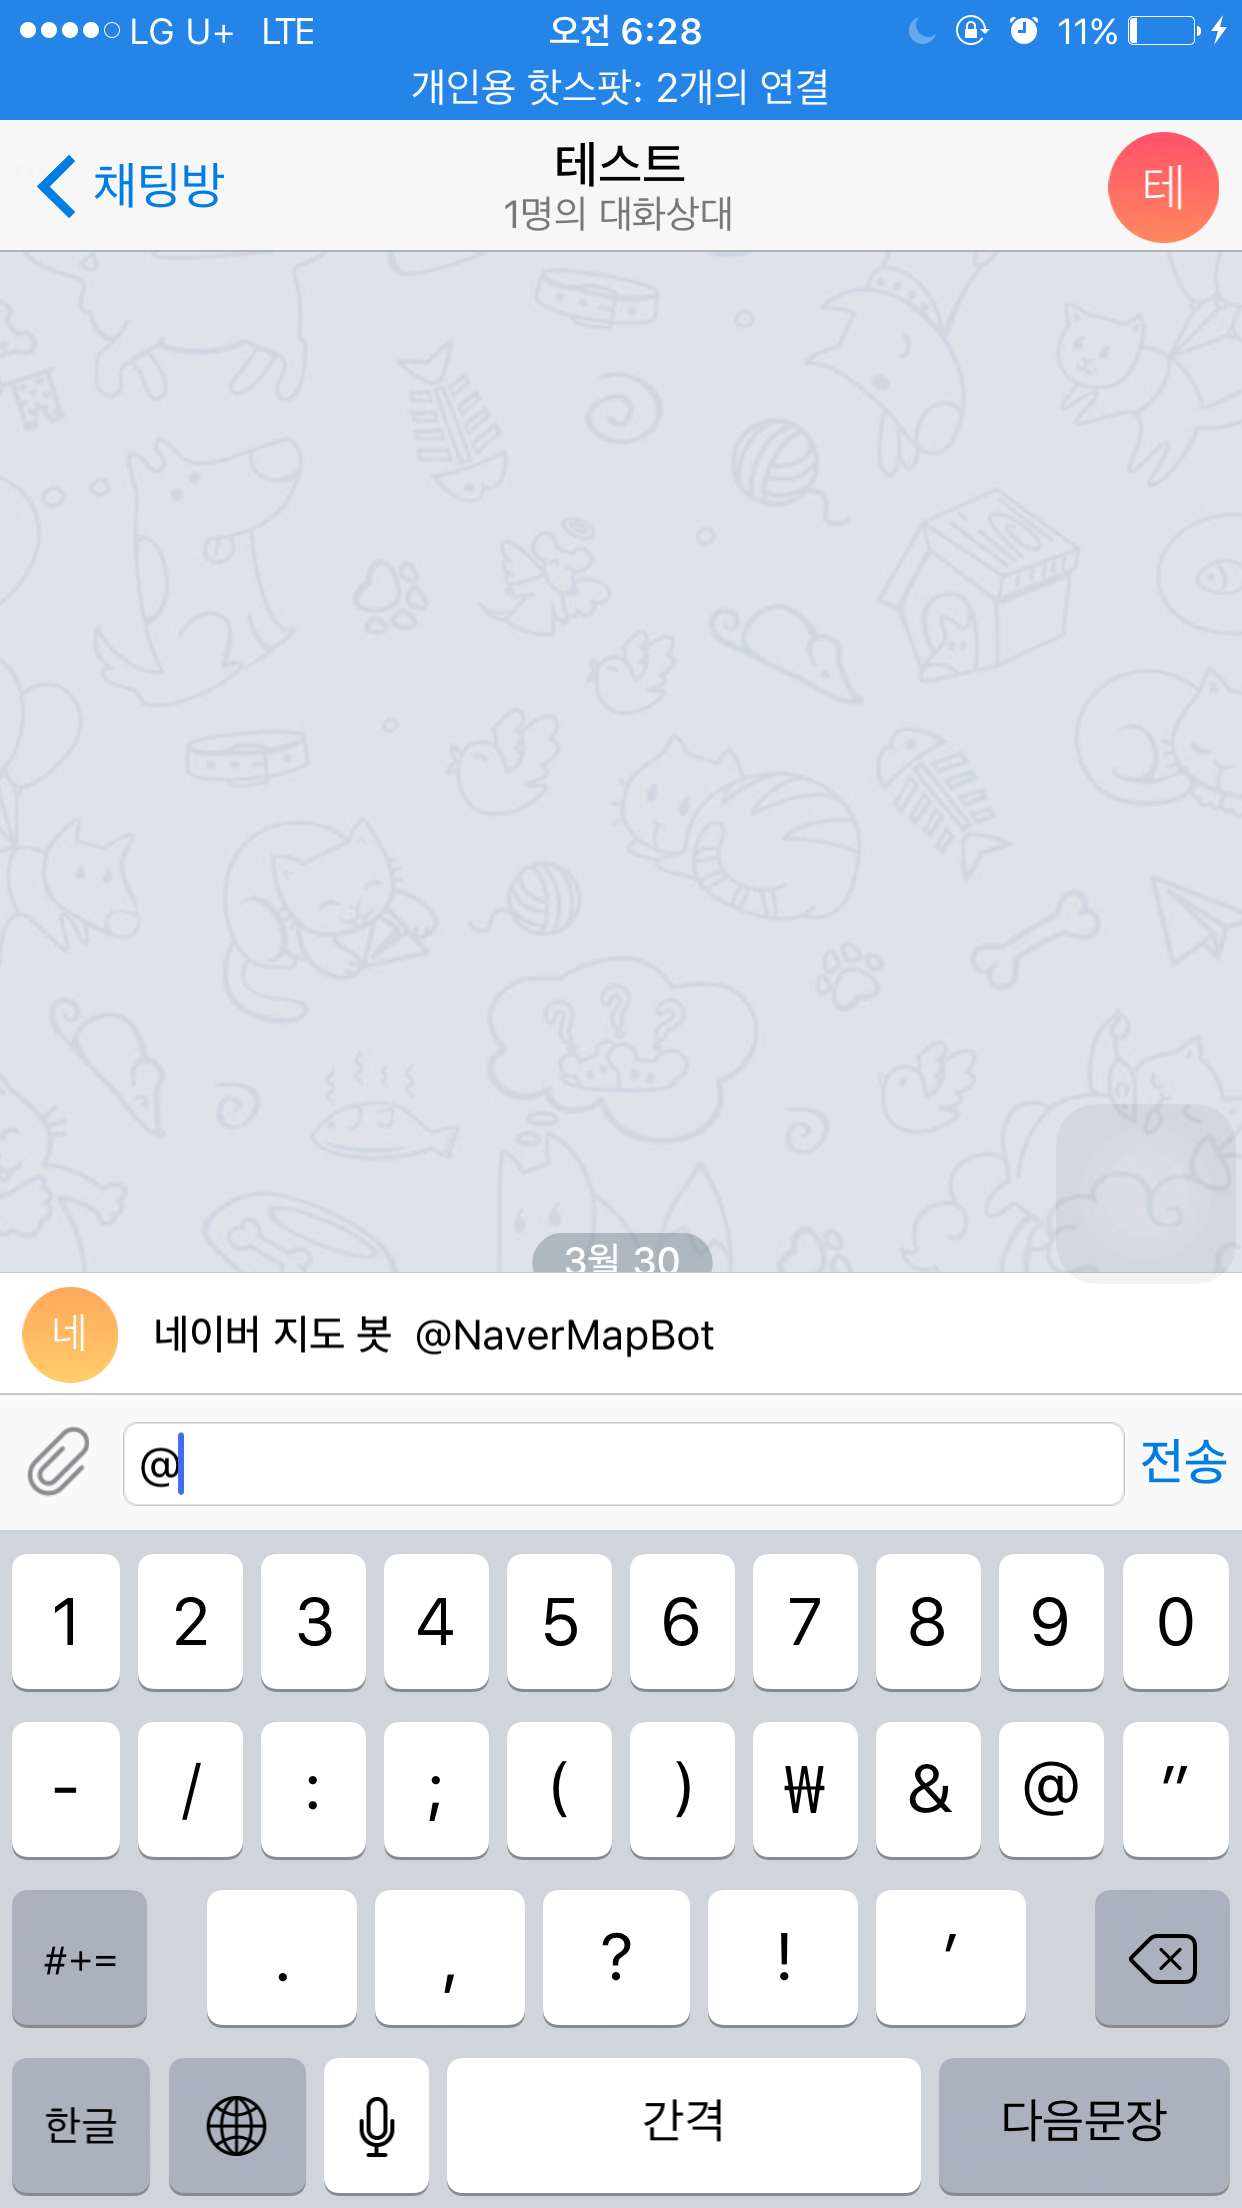 LG U+ LTE 오전 6:28 11%
개인용 핫스팟: 2개의 연결
채팅방 테스트 테
1명의 대화상대
? ? ?
3월 30
네 네이버 지도 봇 @NaverMapBot
@ 전송
1 2 3 4 5 6 7 8 9 0
- / : ; ( ) ₩ & @ "
#+= . , ? ! '
한글 간격 다음문장